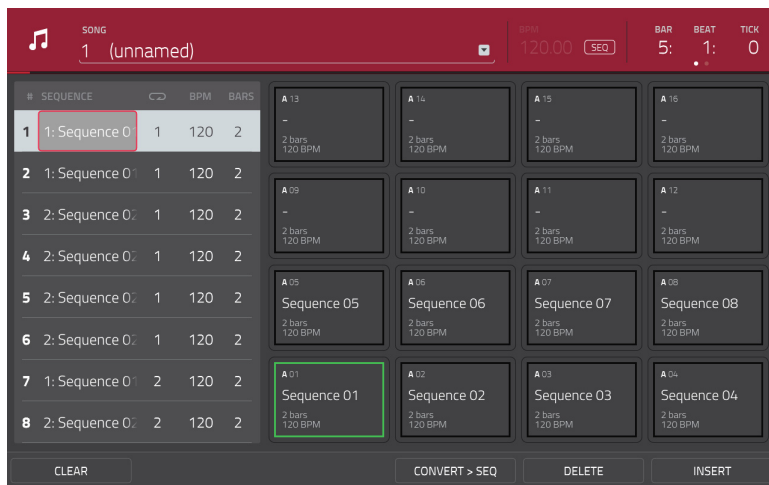 SONG
1 (unnamed)
BPM
120.00 SEQ
BAR BEAT TICK
5: 1: 0
# SEQUENCE BPM BARS
1 1: Sequence 01 1 120 2
2 1: Sequence 01 1 120 2
3 2: Sequence 02 1 120 2
4 2: Sequence 02 1 120 2
5 2: Sequence 02 1 120 2
6 2: Sequence 02 1 120 2
7 1: Sequence 01 2 120 2
8 2: Sequence 02 2 120 2
A 13
-
2 bars
120 BPM
A 14
-
2 bars
120 BPM
A 15
-
2 bars
120 BPM
A 16
-
2 bars
120 BPM
A 09
-
2 bars
120 BPM
A 10
-
2 bars
120 BPM
A 11
-
2 bars
120 BPM
A 12
-
2 bars
120 BPM
A 05
Sequence 05
2 bars
120 BPM
A 06
Sequence 06
2 bars
120 BPM
A 07
Sequence 07
2 bars
120 BPM
A 08
Sequence 08
2 bars
120 BPM
A 01
Sequence 01
2 bars
120 BPM
A 02
Sequence 02
2 bars
120 BPM
A 03
Sequence 03
2 bars
120 BPM
A 04
Sequence 04
2 bars
120 BPM
CLEAR
CONVERT > SEQ
DELETE
INSERT